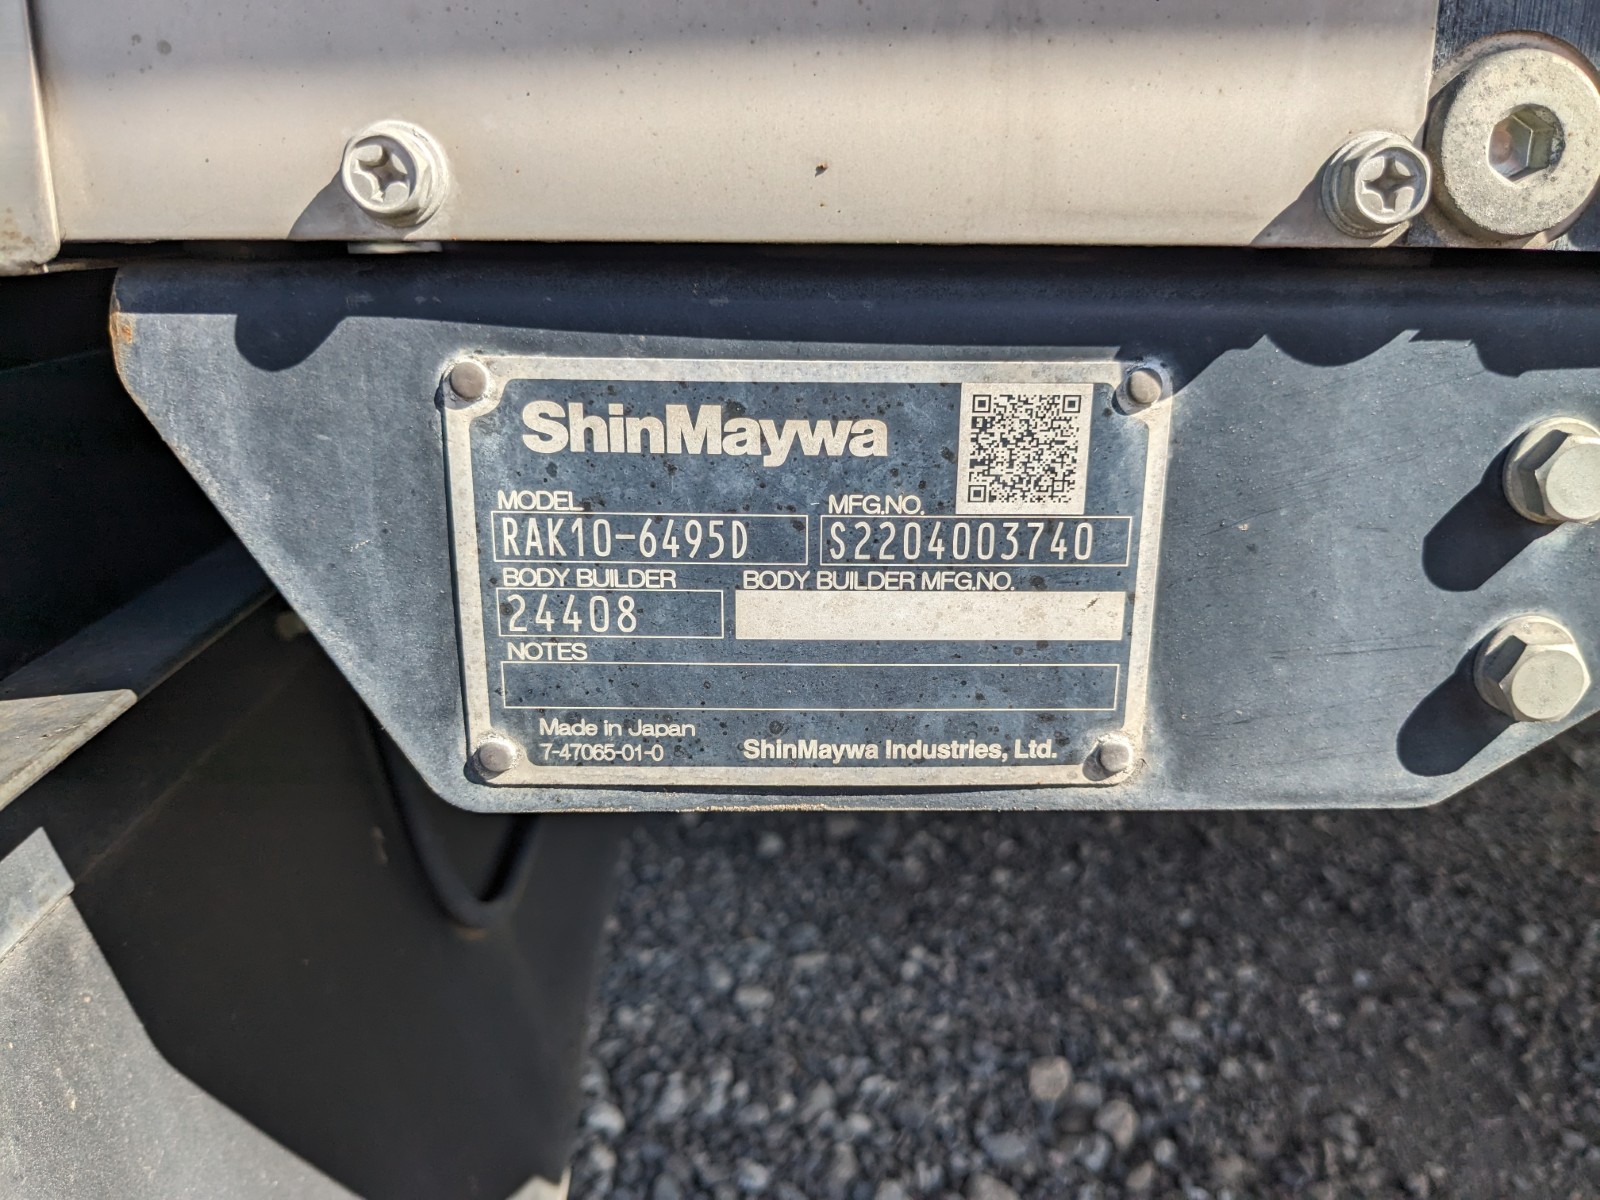 ShinMaywa
MODEL MFG.NO.
RAK10-6495D S2204003740
BODY BUILDER BODY BUILDER MFG.NO.
24408
NOTES
Made in Japan
7-47065-01-0 ShinMaywa Industries, Ltd.